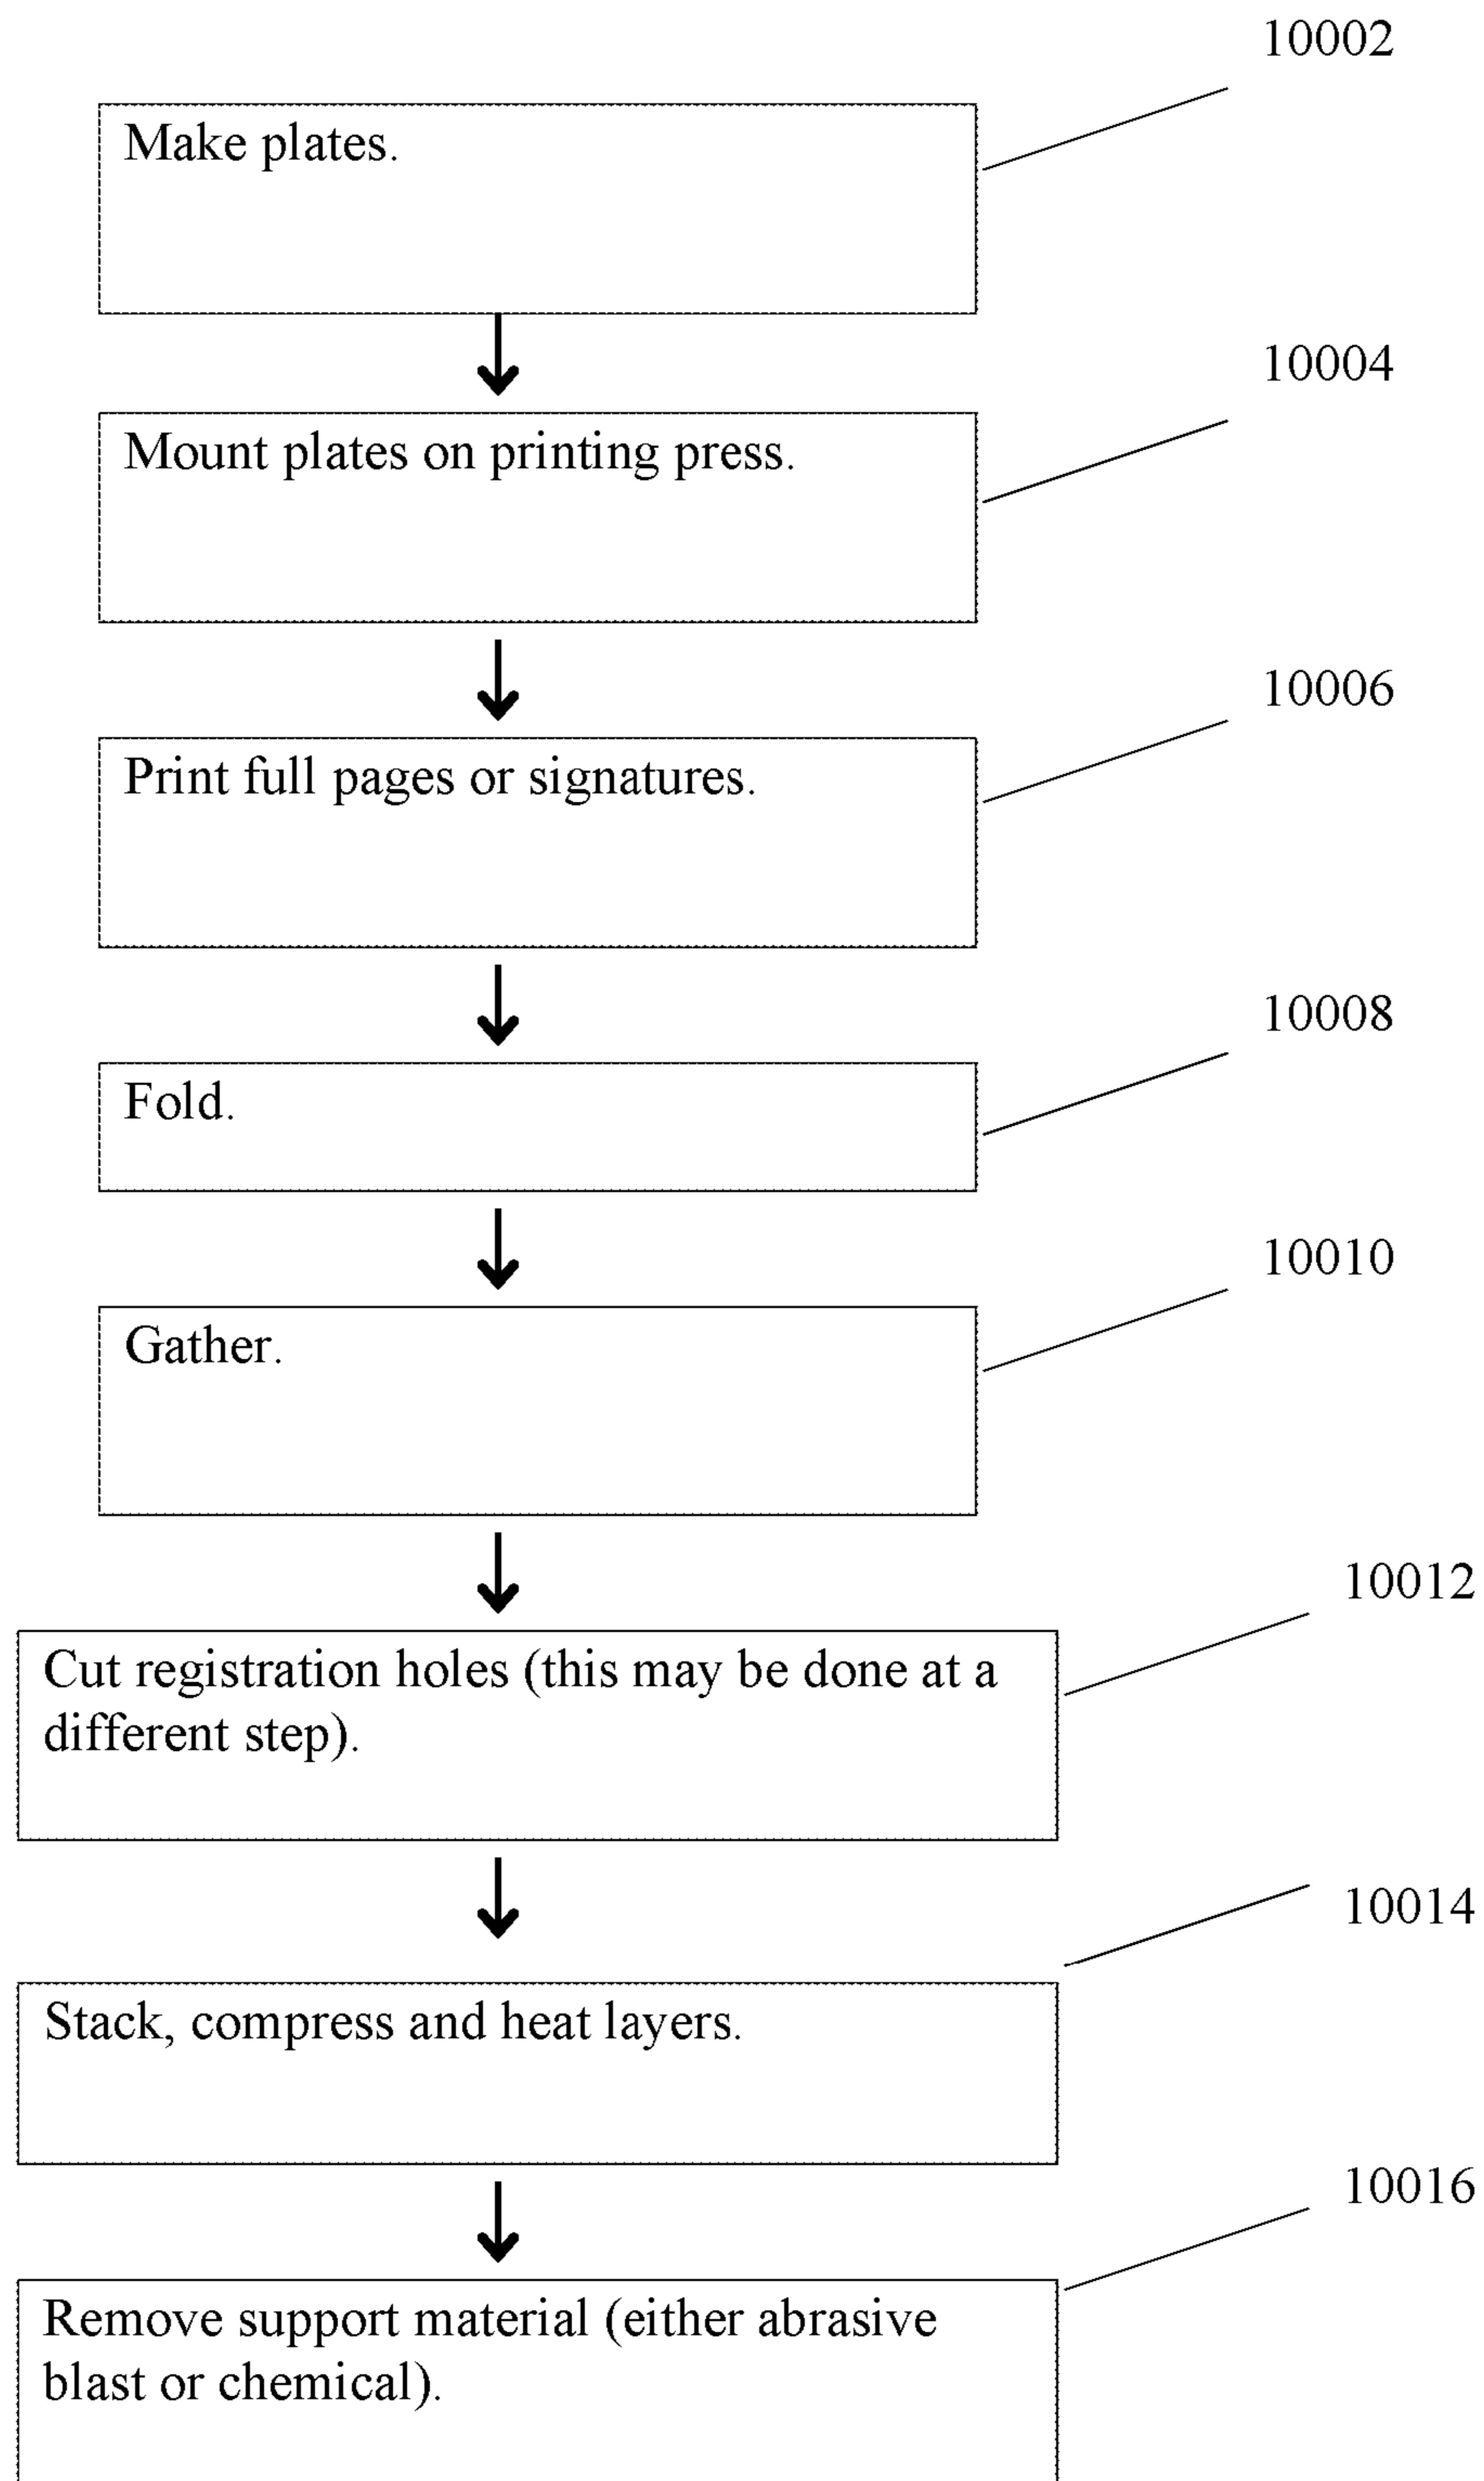 10002
Make plates.
10004
Mount plates on printing press.
10006
Print full pages or signatures.
10008
Fold.
10010
Gather.
10012
Cut registration holes (this may be done at a
different step).
10014
Stack, compress and heat layers.
10016
Remove support material (either abrasive
blast or chemical).